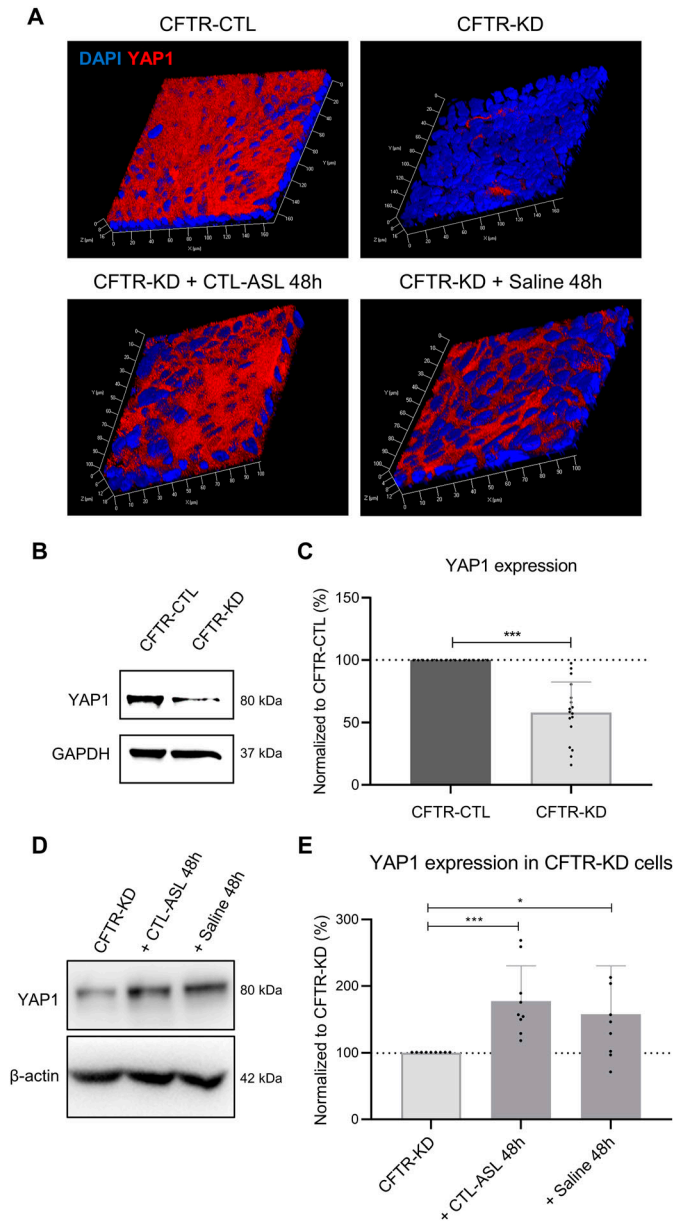 A
CFTR-CTL
CFTR-KD
DAPI YAP1
CFTR-KD + CTL-ASL 48h
CFTR-KD + Saline 48h
B
CFTR-CTL
CFTR-KD
YAP1
80 kDa
GAPDH
37 kDa
C
YAP1 expression
Normalized to CFTR-CTL (%)
150
100
50
0
***
CFTR-CTL
CFTR-KD
D
CFTR-KD
+ CTL-ASL 48h
+ Saline 48h
YAP1
80 kDa
β-actin
42 kDa
E
YAP1 expression in CFTR-KD cells
Normalized to CFTR-KD (%)
300
200
100
0
***
*
CFTR-KD
+ CTL-ASL 48h
+ Saline 48h